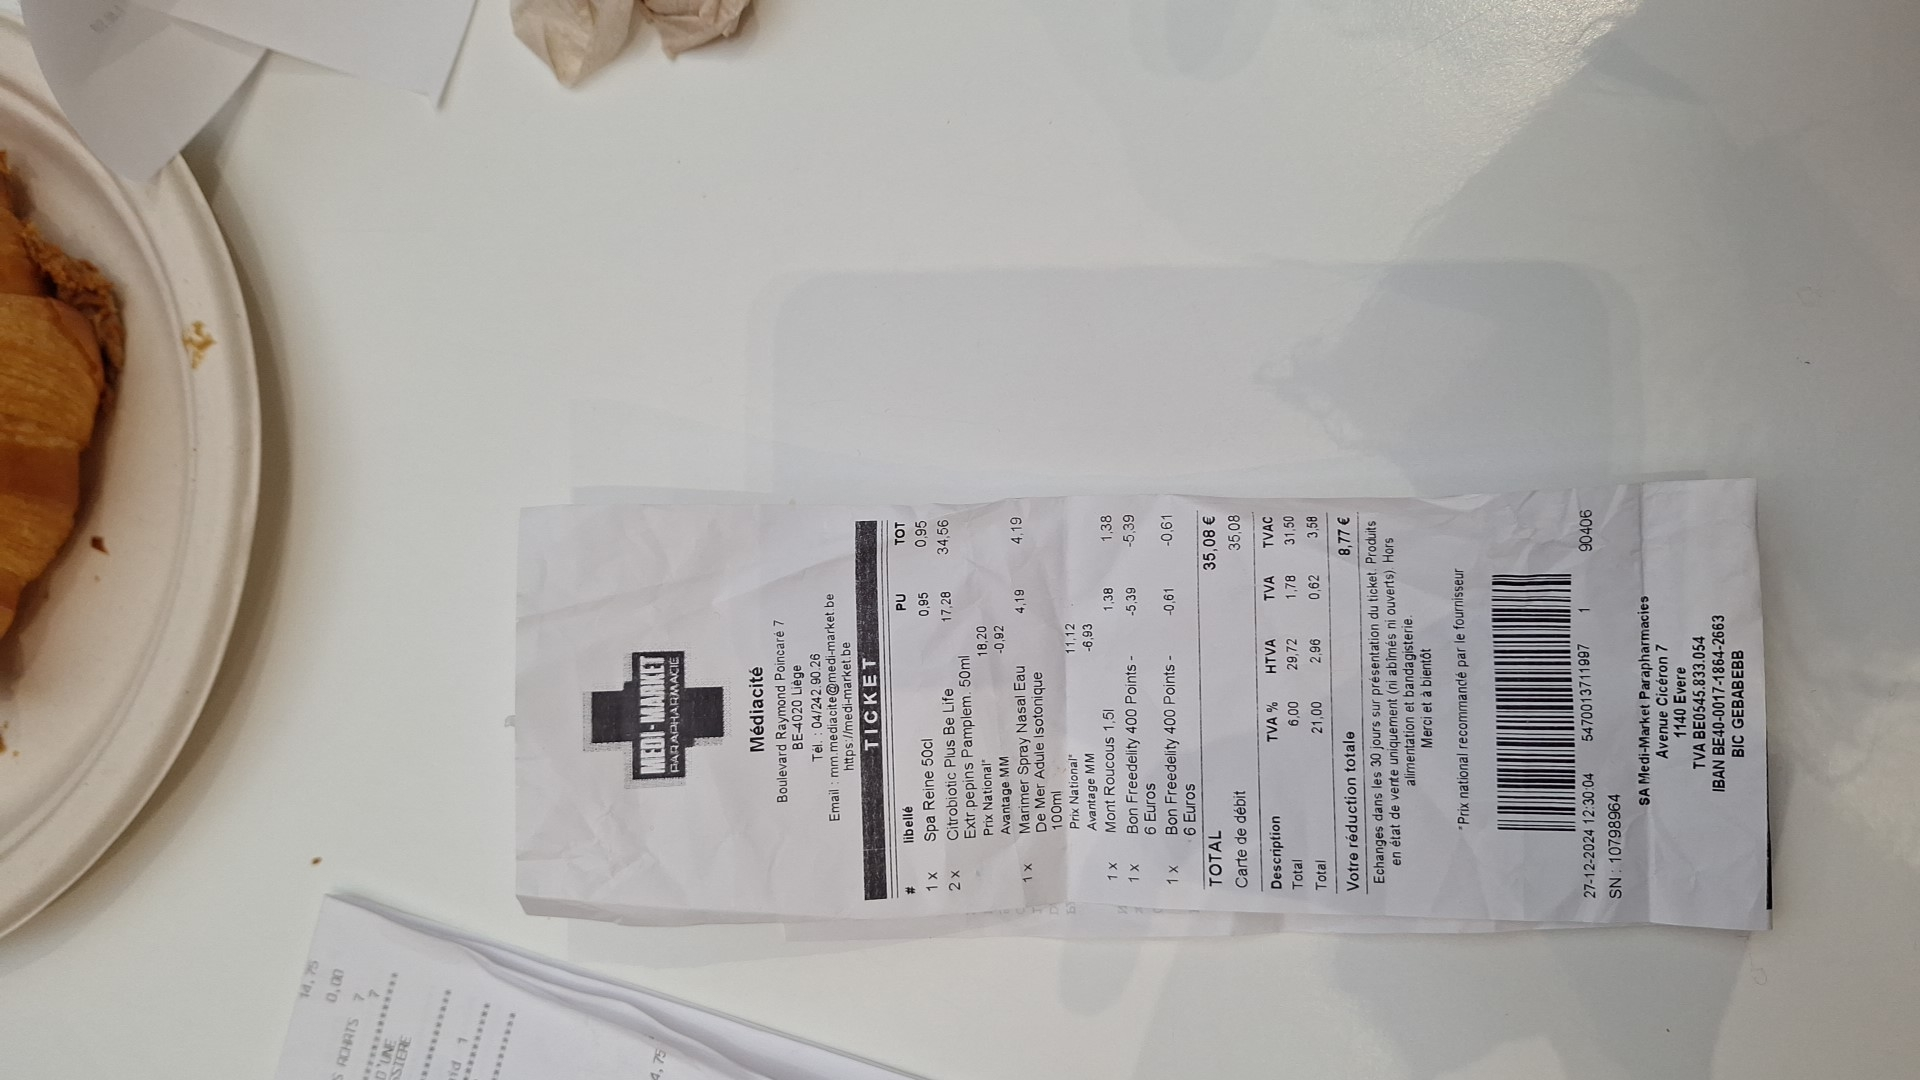 MEDI-MARKET
PARAPHARMACIE
Médiacité
Boulevard Raymond Poincaré 7
BE-4020 Liège
Tél. : 04/242.90.26
Email : mm.mediacite@medi-market.be
https://medi-market.be
TICKET
# libellé PU TOT
1 x Spa Reine 50cl 0,95 0,95
2 x Citrobiotic Plus Be Life 17,28 34,56
Extr.pepins Pamplem. 50ml
Prix National* 18,20
Avantage MM -0,92
1 x Marimer Spray Nasal Eau 4,19 4,19
De Mer Adule Isotonique
100ml
Prix National* 11,12
Avantage MM -6,93
1 x Mont Roucous 1,5l 1,38 1,38
1 x Bon Freedelity 400 Points - -5,39 -5,39
6 Euros
1 x Bon Freedelity 400 Points - -0,61 -0,61
6 Euros
TOTAL 35,08 €
Carte de débit 35,08
Description TVA % HTVA TVA TVAC
Total 6,00 29,72 1,78 31,50
Total 21,00 2,96 0,62 3,58
Votre réduction totale 8,77 €
Echanges dans les 30 jours sur présentation du ticket. Produits
en état de vente uniquement (ni abîmés ni ouverts). Hors
alimentation et bandagisterie.
Merci et à bientôt
*Prix national recommandé par le fournisseur
27-12-2024 12:30:04 5470013711997 1 90406
SN : 10798964
SA Medi-Market Parapharmacies
Avenue Cicéron 7
1140 Evere
TVA BE0545.833.054
IBAN BE40-0017-1864-2663
BIC GEBABEBB
14,75
0,00
S ACHATS 7
7
D'UNE